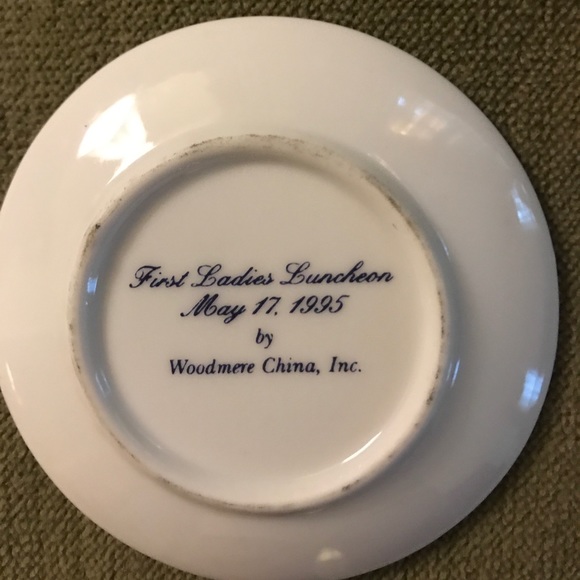 First Ladies Luncheon
May 17, 1995
by
Woodmere China, Inc.